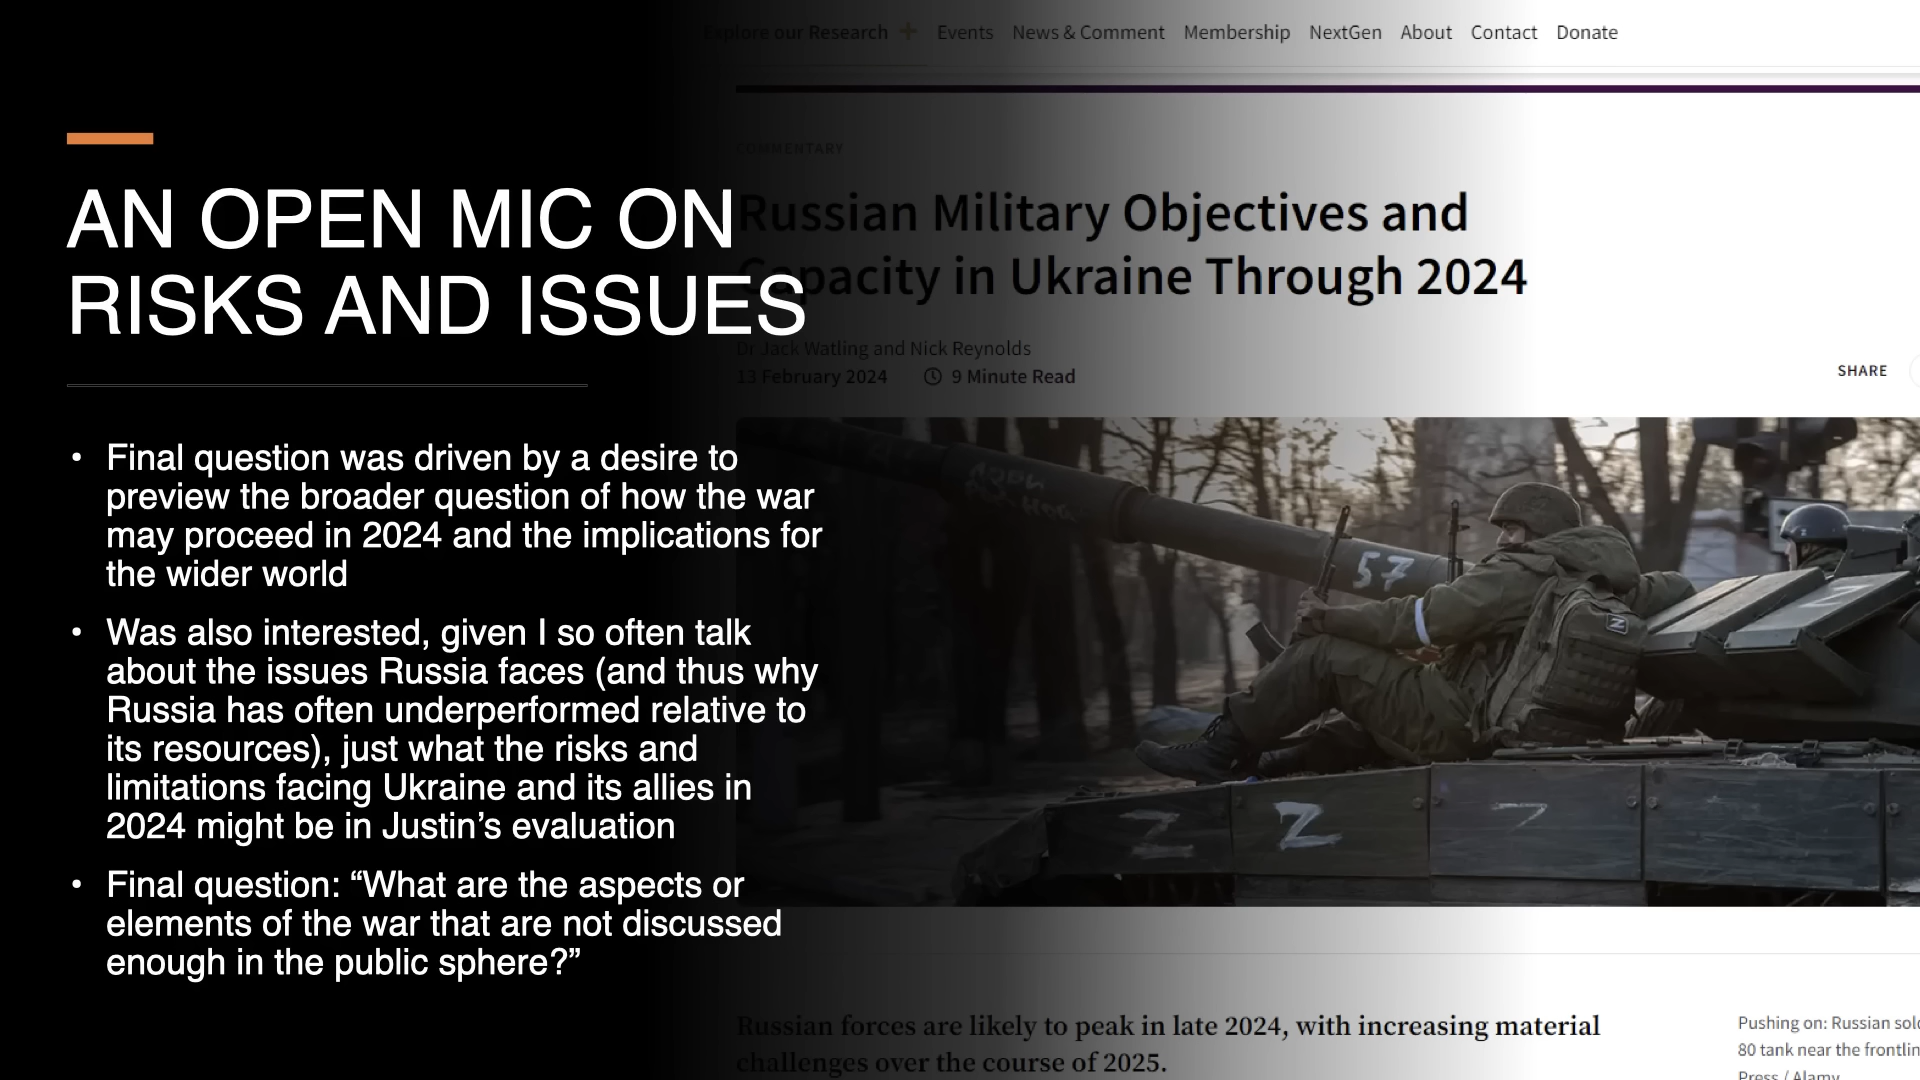 Explore our Research + Events News & Comment Membership NextGen About Contact Donate
COMMENTARY
AN OPEN MIC ON
RISKS AND ISSUES
Russian Military Objectives and
Capacity in Ukraine Through 2024
Dr Jack Watling and Nick Reynolds
13 February 2024 9 Minute Read
SHARE
• Final question was driven by a desire to
preview the broader question of how the war
may proceed in 2024 and the implications for
the wider world
• Was also interested, given I so often talk
about the issues Russia faces (and thus why
Russia has often underperformed relative to
its resources), just what the risks and
limitations facing Ukraine and its allies in
2024 might be in Justin’s evaluation
• Final question: “What are the aspects or
elements of the war that are not discussed
enough in the public sphere?”
57
Z
Z Z
Russian forces are likely to peak in late 2024, with increasing material
challenges over the course of 2025.
Pushing on: Russian
80 tank near the
Press / Alamy